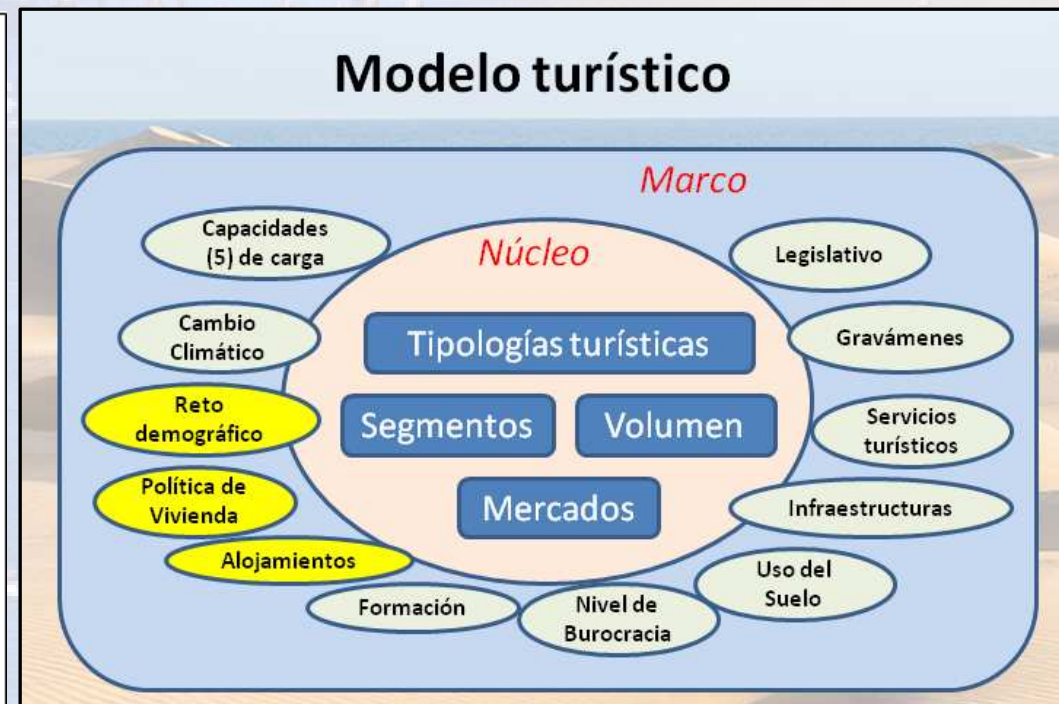 Modelo turístico
Marco
Núcleo
Capacidades
(5) de carga
Legislativo
Cambio
Climático
Tipologías turísticas
Gravámenes
Reto
demográfico
Segmentos
Volumen
Servicios
turísticos
Política de
Vivienda
Mercados
Infraestructuras
Alojamientos
Uso del
Suelo
Formación
Nivel de
Burocracia